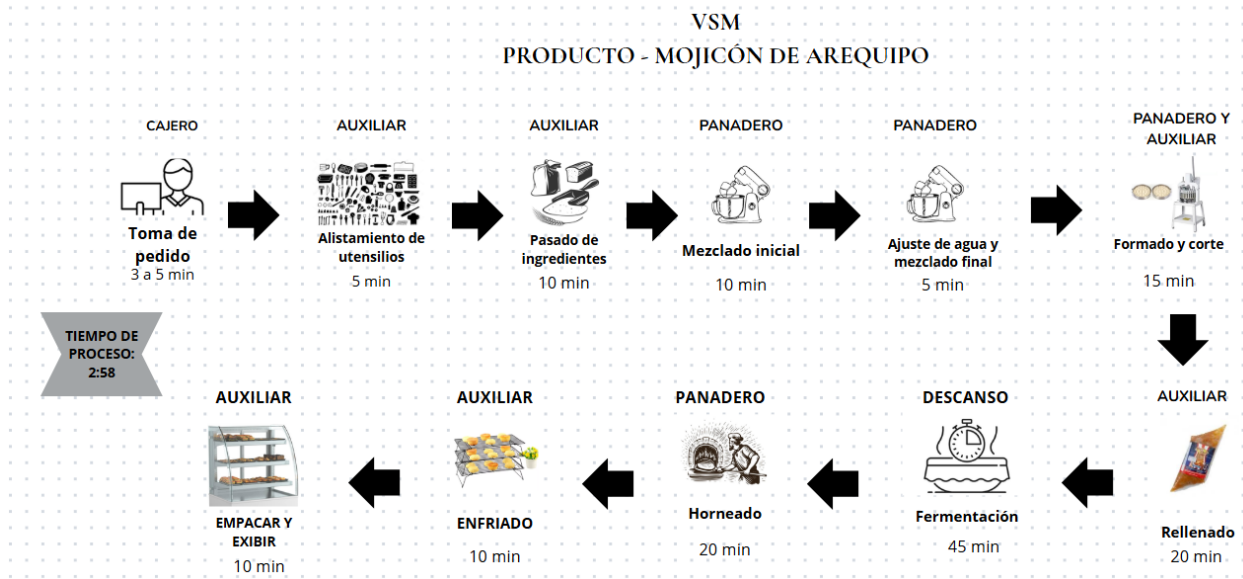 VSM
PRODUCTO - MOJICÓN DE AREQUIPO
CAJERO
Toma de
pedido
3 a 5 min
AUXILIAR
Alistamiento de
utensilios
5 min
AUXILIAR
Pasado de
ingredientes
10 min
PANADERO
Mezclado inicial
10 min
PANADERO
Ajuste de agua y
mezclado final
5 min
PANADERO Y
AUXILIAR
Formado y corte
15 min
AUXILIAR
Rellenado
20 min
DESCANSO
Fermentación
45 min
PANADERO
Horneado
20 min
AUXILIAR
ENFRIADO
10 min
AUXILIAR
EMPACAR Y
EXIBIR
10 min
TIEMPO DE
PROCESO:
2:58